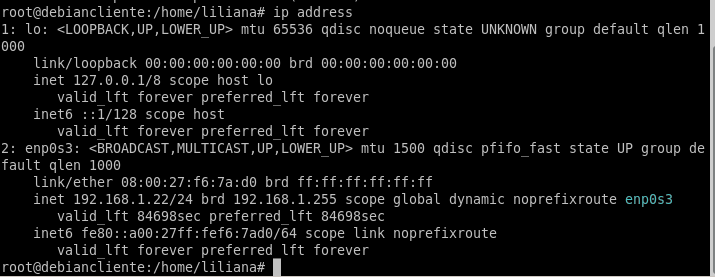 root@debiancliente:/home/liliana# ip address
1: lo: <LOOPBACK,UP,LOWER_UP> mtu 65536 qdisc noqueue state UNKNOWN group default qlen 1
000
    link/loopback 00:00:00:00:00:00 brd 00:00:00:00:00:00
    inet 127.0.0.1/8 scope host lo
       valid_lft forever preferred_lft forever
    inet6 ::1/128 scope host
       valid_lft forever preferred_lft forever
2: enp0s3: <BROADCAST,MULTICAST,UP,LOWER_UP> mtu 1500 qdisc pfifo_fast state UP group de
fault qlen 1000
    link/ether 08:00:27:f6:7a:d0 brd ff:ff:ff:ff:ff:ff
    inet 192.168.1.22/24 brd 192.168.1.255 scope global dynamic noprefixroute enp0s3
       valid_lft 84698sec preferred_lft 84698sec
    inet6 fe80::a00:27ff:fef6:7ad0/64 scope link noprefixroute
       valid_lft forever preferred_lft forever
root@debiancliente:/home/liliana#